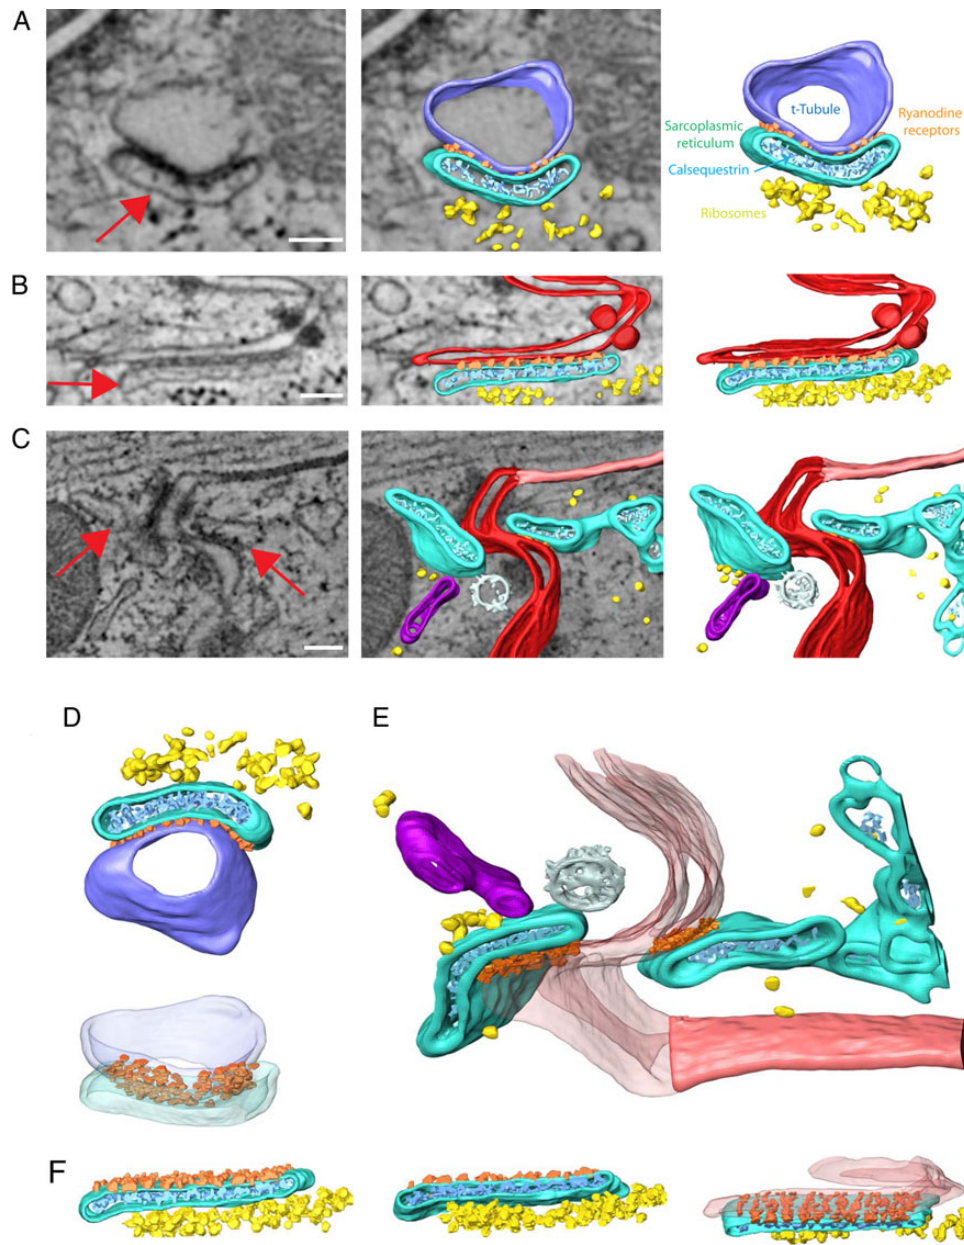 A
t-Tubule
Sarcoplasmic
reticulum
Ryanodine
receptors
Calsequestrin
Ribosomes
B
C
D
E
F